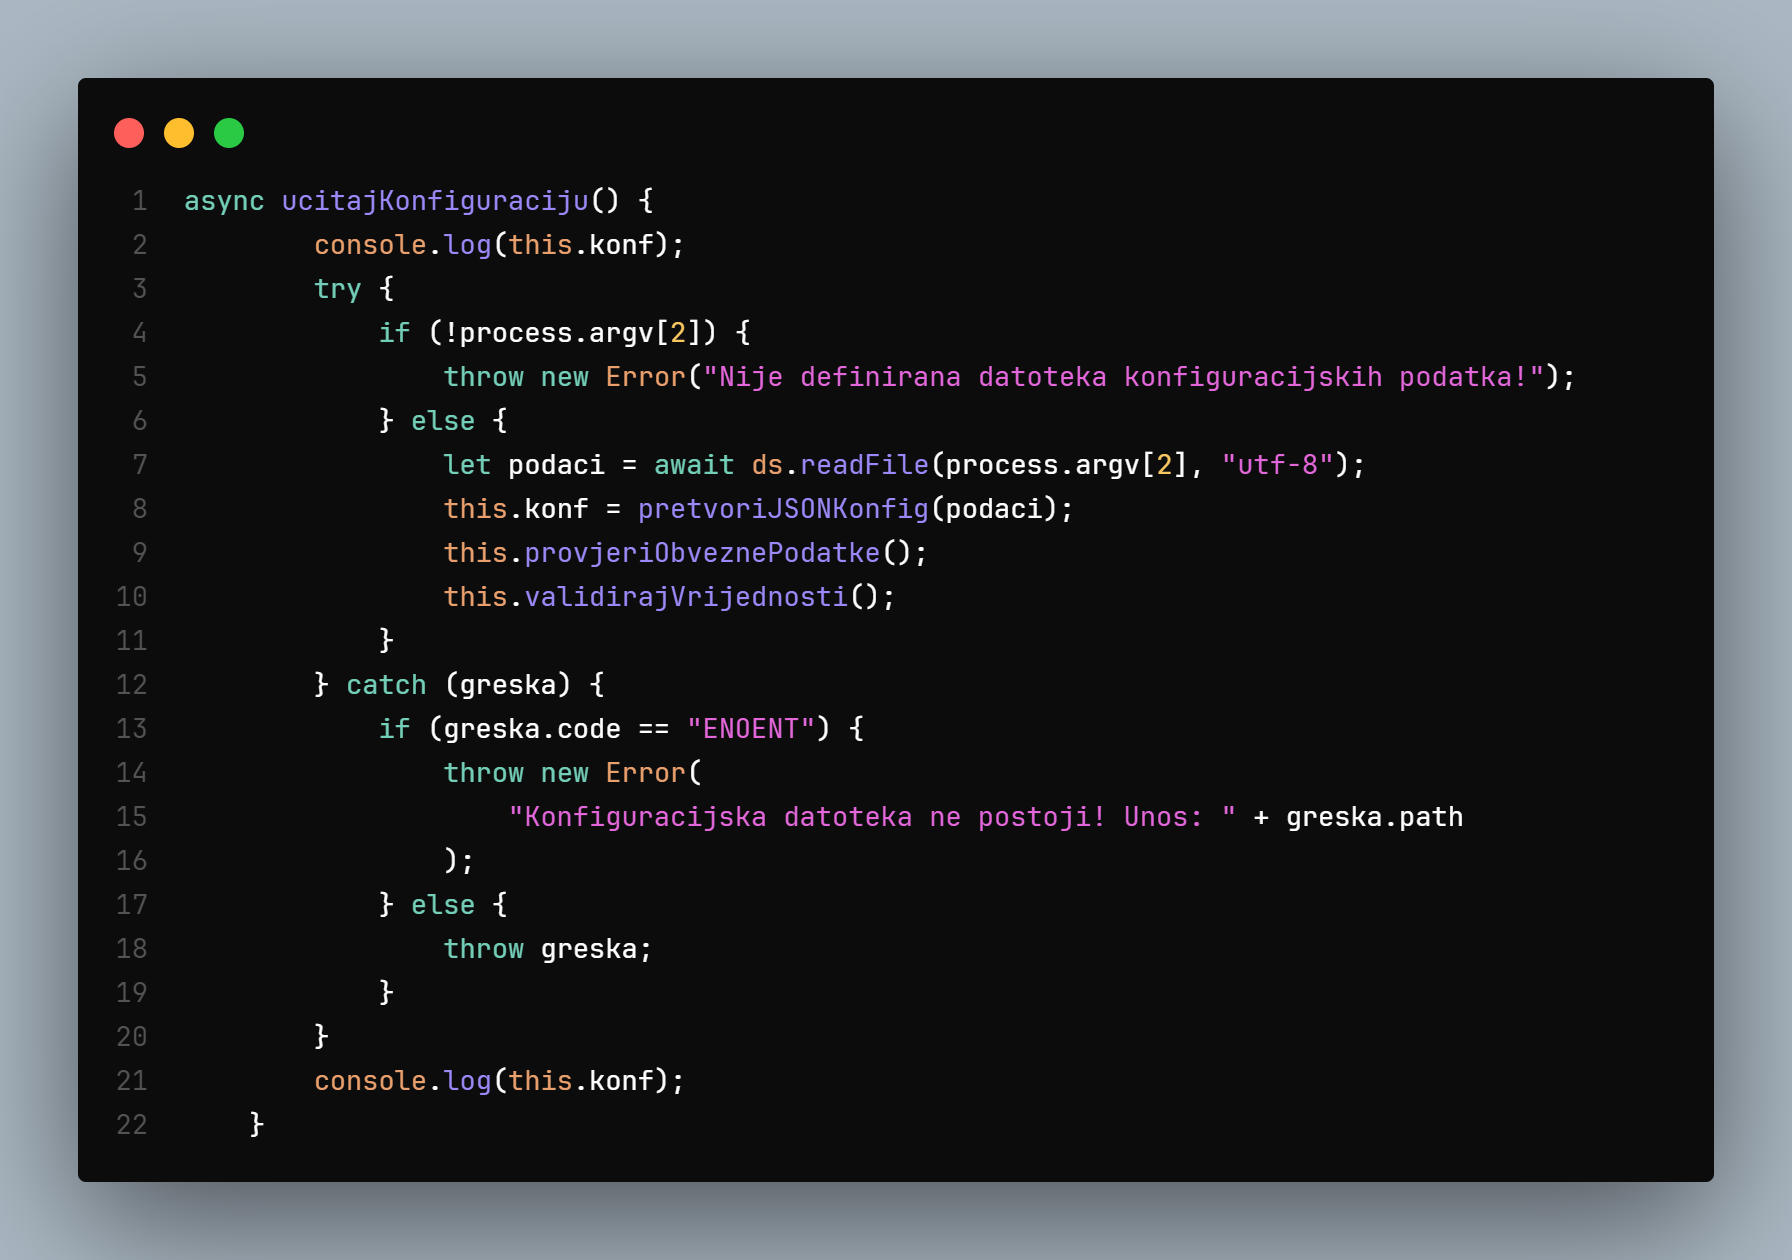 1 async ucitajKonfiguraciju() {
2         console.log(this.konf);
3         try {
4             if (!process.argv[2]) {
5                 throw new Error("Nije definirana datoteka konfiguracijskih podatka!");
6             } else {
7                 let podaci = await ds.readFile(process.argv[2], "utf-8");
8                 this.konf = pretvoriJSONKonfig(podaci);
9                 this.provjeriObveznePodatke();
10                 this.validirajVrijednosti();
11             }
12         } catch (greska) {
13             if (greska.code == "ENOENT") {
14                 throw new Error(
15                     "Konfiguracijska datoteka ne postoji! Unos: " + greska.path
16                 );
17             } else {
18                 throw greska;
19             }
20         }
21         console.log(this.konf);
22     }